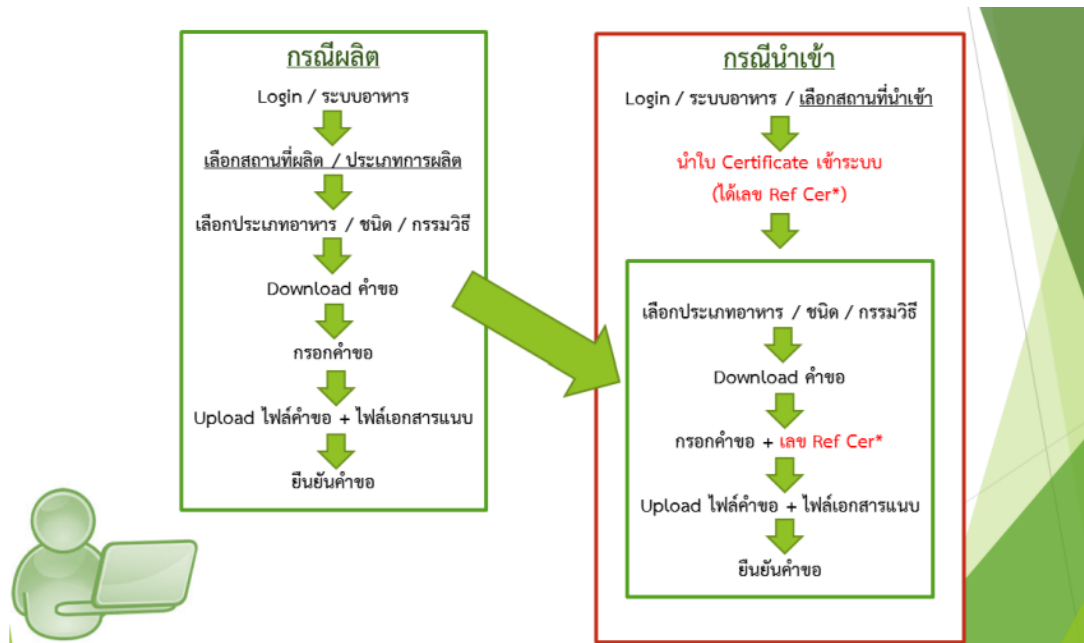 กรณีผลิต
Login / ระบบอาหาร
เลือกสถานที่ผลิต / ประเภทการผลิต
เลือกประเภทอาหาร / ชนิด / กรรมวิธี
Download คำขอ
กรอกคำขอ
Upload ไฟล์คำขอ + ไฟล์เอกสารแนบ
ยืนยันคำขอ
กรณีนำเข้า
Login / ระบบอาหาร / เลือกสถานที่นำเข้า
นำใบ Certificate เข้าระบบ
(ได้เลข Ref Cer*)
เลือกประเภทอาหาร / ชนิด / กรรมวิธี
Download คำขอ
กรอกคำขอ + เลข Ref Cer*
Upload ไฟล์คำขอ + ไฟล์เอกสารแนบ
ยืนยันคำขอ